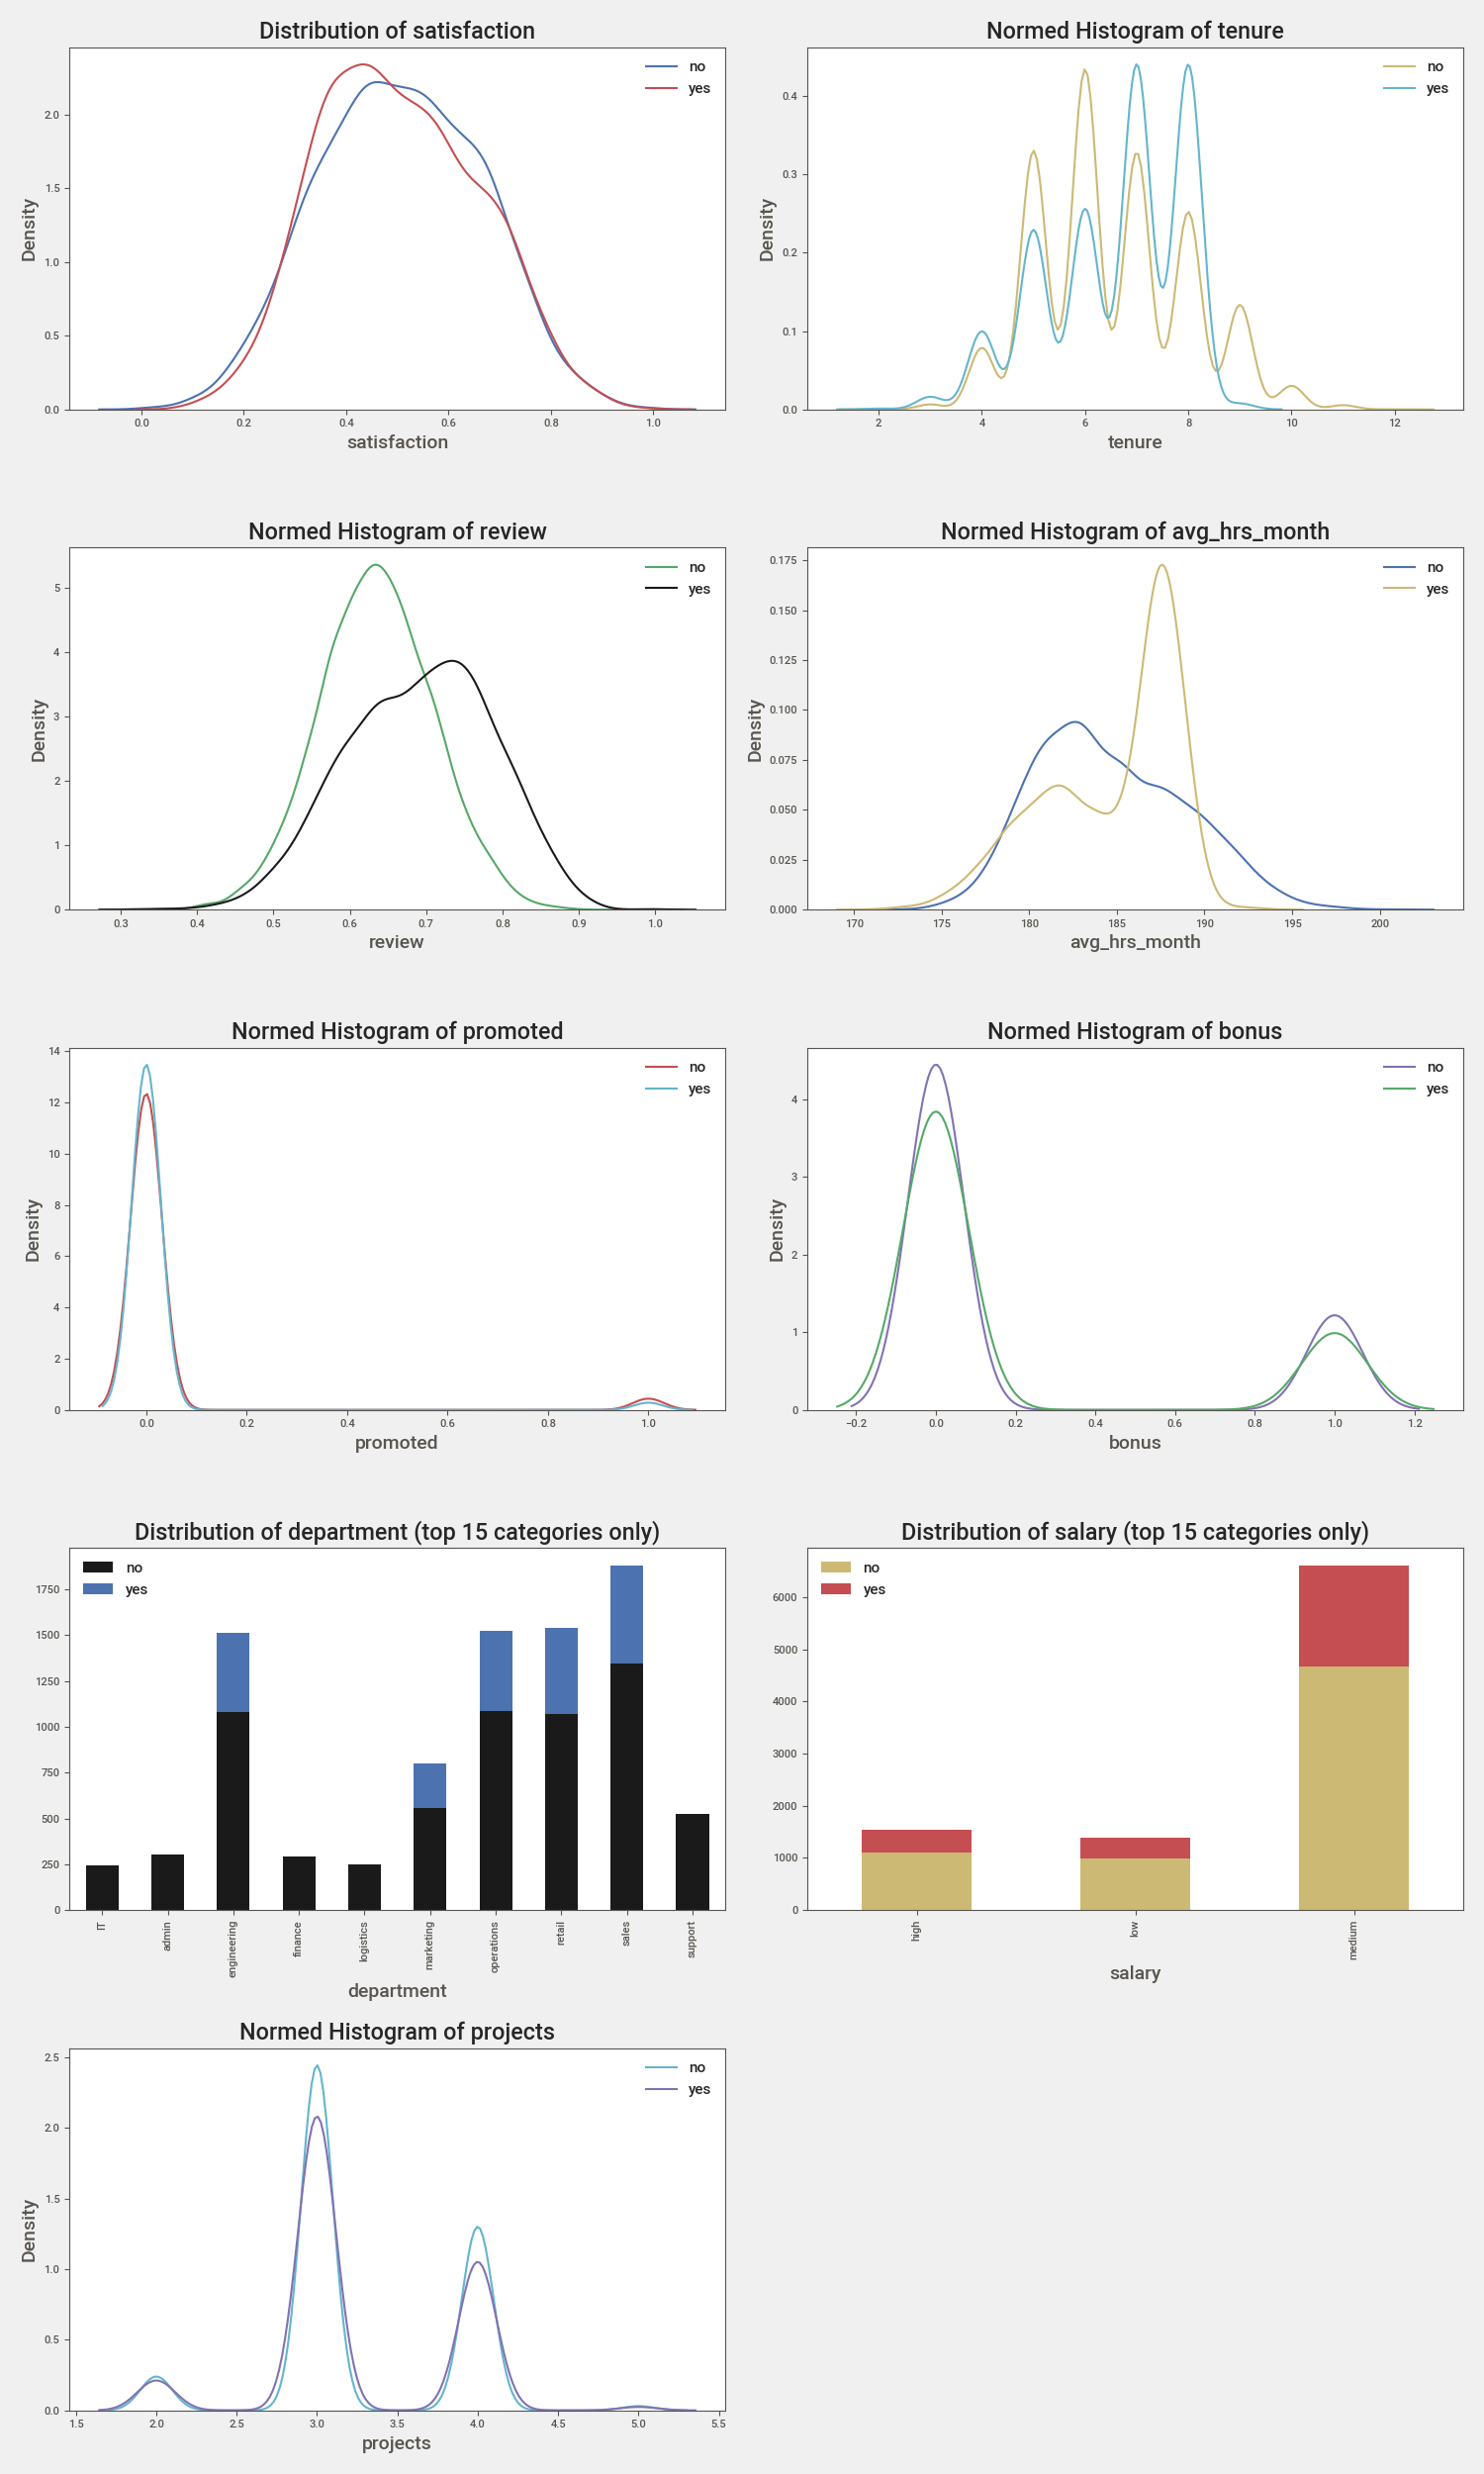 Distribution of satisfaction
no
yes
2.0
1.5
1.0
0.5
0.0
Density
0.0 0.2 0.4 0.6 0.8 1.0
satisfaction
Normed Histogram of tenure
no
yes
0.4
0.3
0.2
0.1
0.0
Density
2 4 6 8 10 12
tenure
Normed Histogram of review
no
yes
5
4
3
2
1
0
Density
0.3 0.4 0.5 0.6 0.7 0.8 0.9 1.0
review
Normed Histogram of avg_hrs_month
no
yes
0.175
0.150
0.125
0.100
0.075
0.050
0.025
0.000
Density
170 175 180 185 190 195 200
avg_hrs_month
Normed Histogram of promoted
no
yes
14
12
10
8
6
4
2
0
Density
0.0 0.2 0.4 0.6 0.8 1.0
promoted
Normed Histogram of bonus
no
yes
4
3
2
1
0
Density
−0.2 0.0 0.2 0.4 0.6 0.8 1.0 1.2
bonus
Distribution of department (top 15 categories only)
no
yes
1750
1500
1250
1000
750
500
250
0
IT admin engineering finance logistics marketing operations retail sales support
department
Distribution of salary (top 15 categories only)
no
yes
6000
5000
4000
3000
2000
1000
0
high low medium
salary
Normed Histogram of projects
no
yes
2.5
2.0
1.5
1.0
0.5
0.0
Density
1.5 2.0 2.5 3.0 3.5 4.0 4.5 5.0 5.5
projects